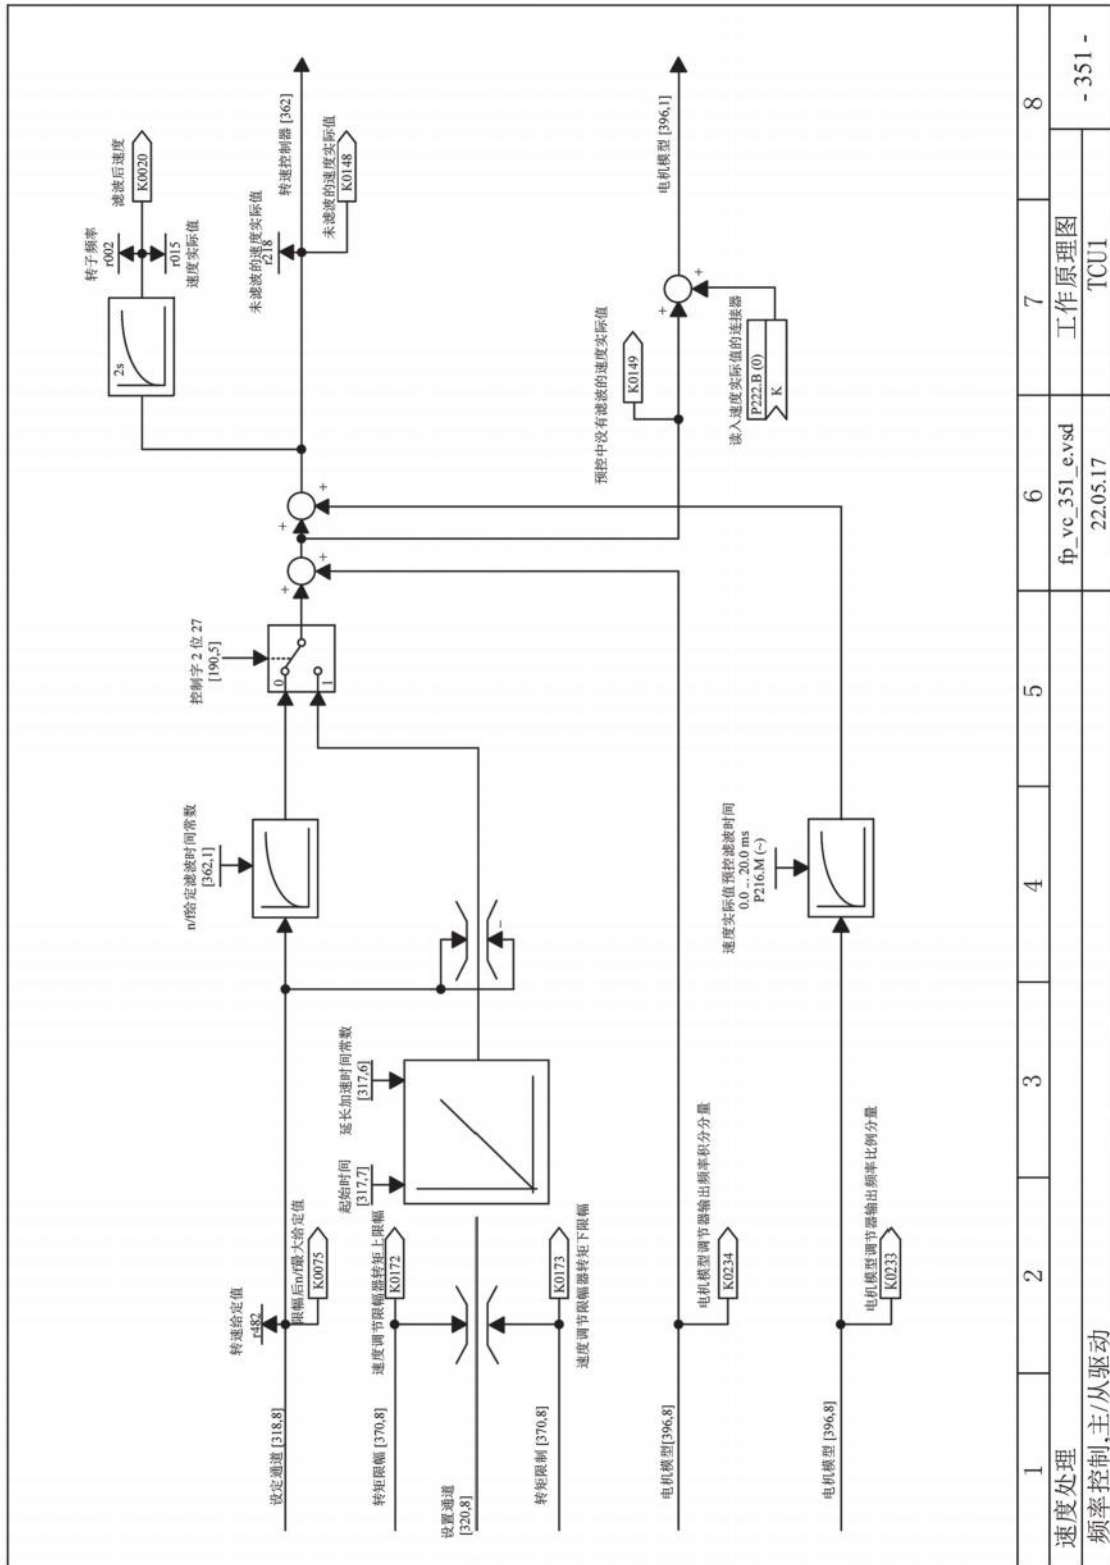 转子频率
r002
滤波后速度
K0020
r015
速度实际值
2s
转速控制器 [362]
未滤波的速度实际值
r218
未滤波的速度实际值
K0148
控制字 2 位 27
[190,5]
0
1
+
+
+
+
n/f给定滤波时间常数
[362,1]
转速给定值
r482
限幅后n/f最大给定值
K0075
设定通道 [318,8]
延长加速时间常数
[317,6]
起始时间
[317,7]
-
速度调节限幅器转矩上限幅
K0172
转矩限幅 [370,8]
设置通道
[320,8]
K0173
速度调节限幅器转矩下限幅
转矩限制 [370,8]
电机模型 [396,1]
预控中没有滤波的速度实际值
K0149
+
+
读入速度实际值的连接器
P222.B (0)
K
电机模型调节器输出频率积分分量
K0234
电机模型[396,8]
速度实际值预控滤波时间
0.0 ... 20.0 ms
P216.M (~)
电机模型调节器输出频率比例分量
K0233
电机模型 [396,8]
1 2 3 4 5 6 7 8
速度处理
fp_vc_351_e.vsd
工作原理图
- 351 -
频率控制,主/从驱动
22.05.17
TCU1